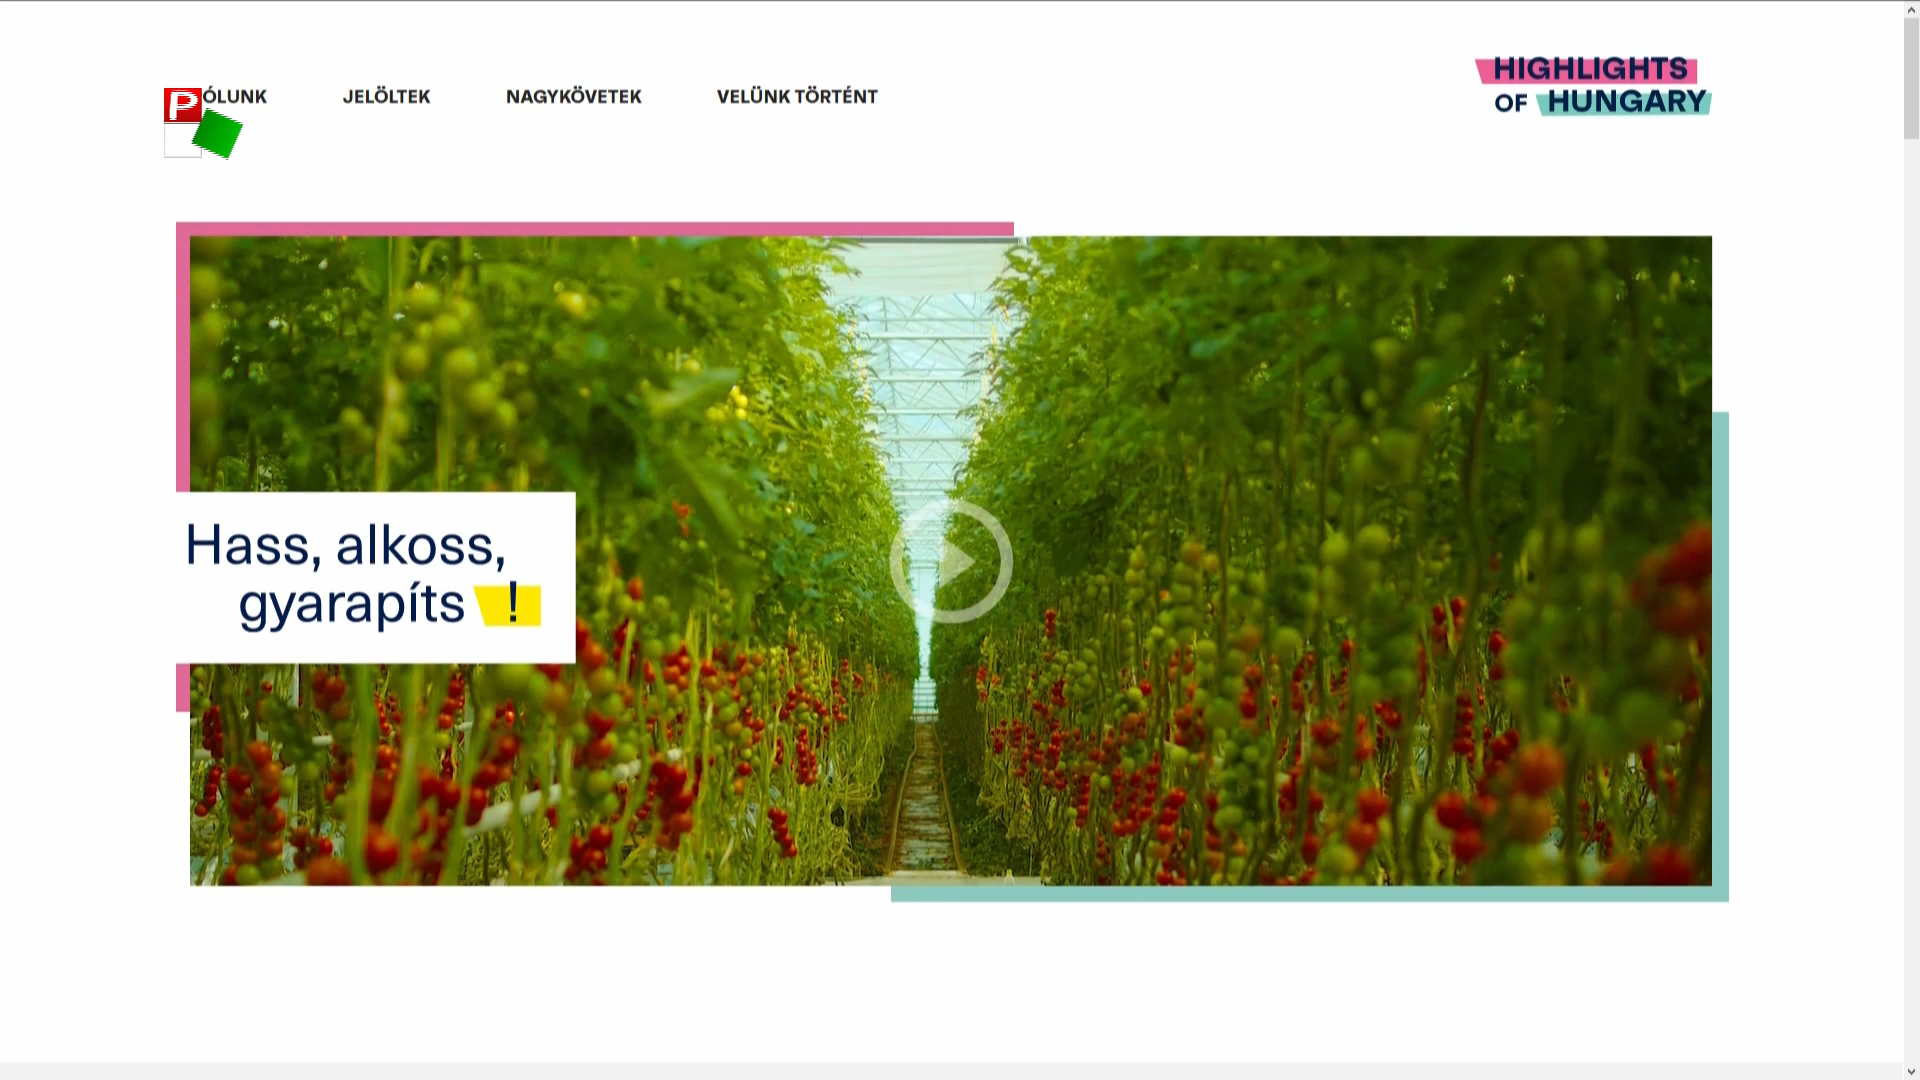 P
ÓLUNK
JELÖLTEK
NAGYKÖVETEK
VELÜNK TÖRTÉNT
HIGHLIGHTS
OF HUNGARY
Hass, alkoss,
gyarapíts !